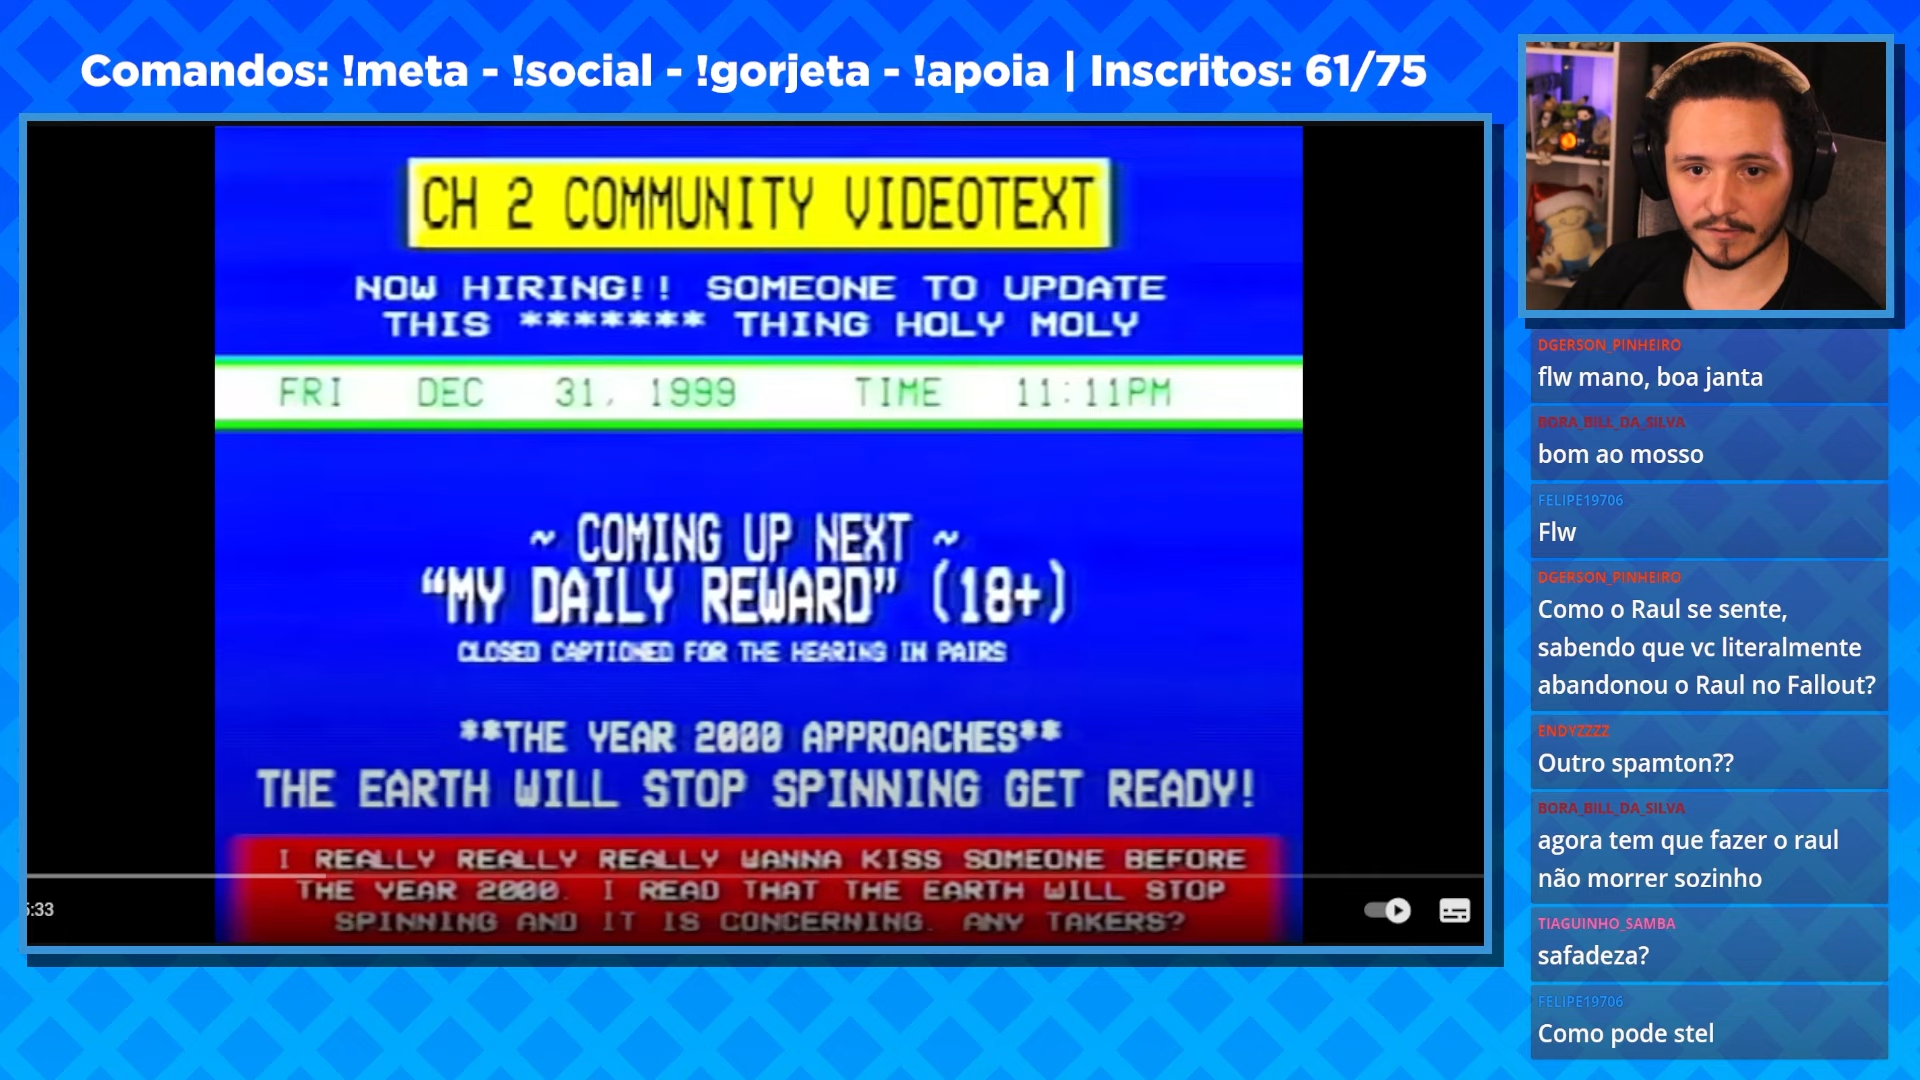 Comandos: !meta - !social - !gorjeta - !apoia | Inscritos: 61/75
CH 2 COMMUNITY VIDEOTEXT
NOW HIRING!! SOMEONE TO UPDATE
THIS ******* THING HOLY MOLY
FRI DEC 31, 1999 TIME 11:11PM
~ COMING UP NEXT ~
“MY DAILY REWARD” (18+)
CLOSED CAPTIONED FOR THE HEARING IN PAIRS
**THE YEAR 2000 APPROACHES**
THE EARTH WILL STOP SPINNING GET READY!
I REALLY REALLY REALLY WANNA KISS SOMEONE BEFORE
THE YEAR 2000. I READ THAT THE EARTH WILL STOP
SPINNING AND IT IS CONCERNING. ANY TAKERS?
5:33
DGERSON_PINHEIRO
flw mano, boa janta
BORA_BILL_DA_SILVA
bom ao mosso
FELIPE19706
Flw
DGERSON_PINHEIRO
Como o Raul se sente,
sabendo que vc literalmente
abandonou o Raul no Fallout?
ENDYZZZZ
Outro spamton??
BORA_BILL_DA_SILVA
agora tem que fazer o raul
não morrer sozinho
TIAGUINHO_SAMBA
safadeza?
FELIPE19706
Como pode stel